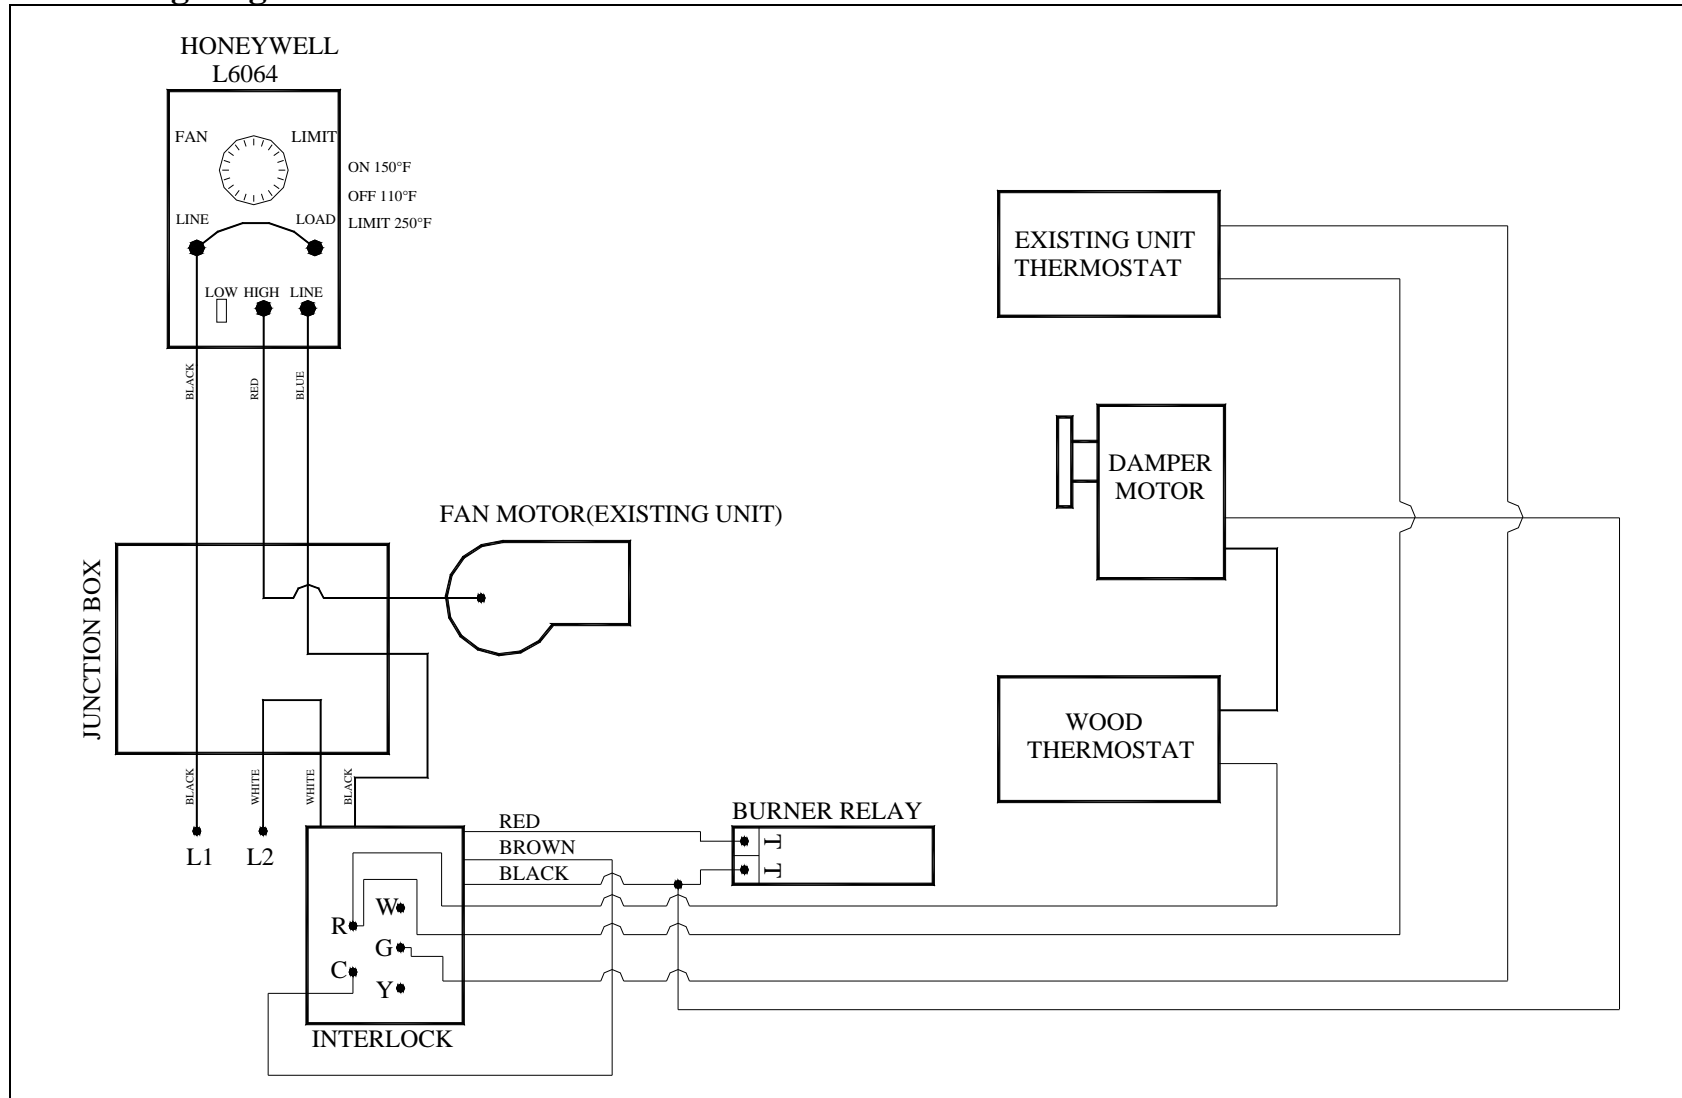 HONEYWELL
L6064
FAN LIMIT
ON 150°F
OFF 110°F
LINE LOAD
LIMIT 250°F
LOW HIGH LINE
BLACK
RED
BLUE
EXISTING UNIT
THERMOSTAT
DAMPER
MOTOR
FAN MOTOR(EXISTING UNIT)
JUNCTION BOX
WOOD
THERMOSTAT
BLACK
WHITE
WHITE
BLACK
L1 L2
BURNER RELAY
RED
BROWN
BLACK
T
T
W
R
G
C
Y
INTERLOCK